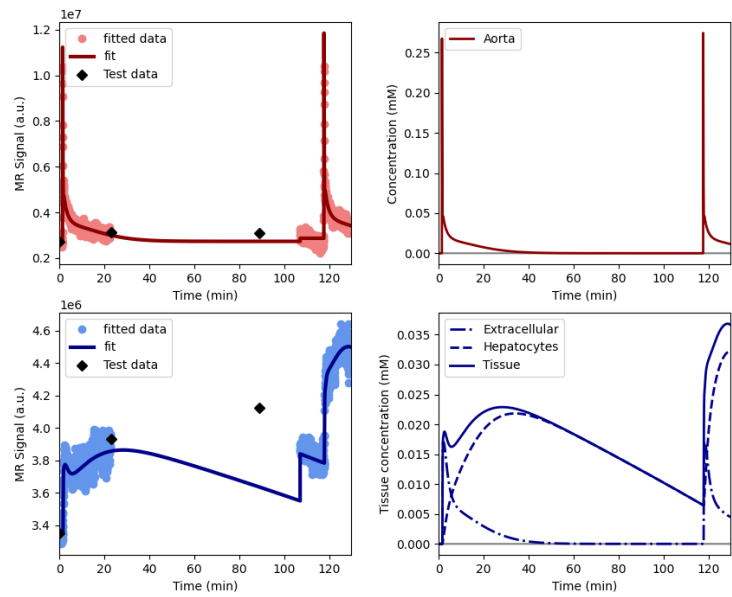 1e7
MR Signal (a.u.)
1.2
1.0
0.8
0.6
0.4
0.2
fitted data
fit
Test data
0 20 40 60 80 100 120
Time (min)
Concentration (mM)
0.25
0.20
0.15
0.10
0.05
0.00
Aorta
0 20 40 60 80 100 120
Time (min)
1e6
MR Signal (a.u.)
4.6
4.4
4.2
4.0
3.8
3.6
3.4
fitted data
fit
Test data
0 20 40 60 80 100 120
Time (min)
Tissue concentration (mM)
0.035
0.030
0.025
0.020
0.015
0.010
0.005
0.000
Extracellular
Hepatocytes
Tissue
0 20 40 60 80 100 120
Time (min)